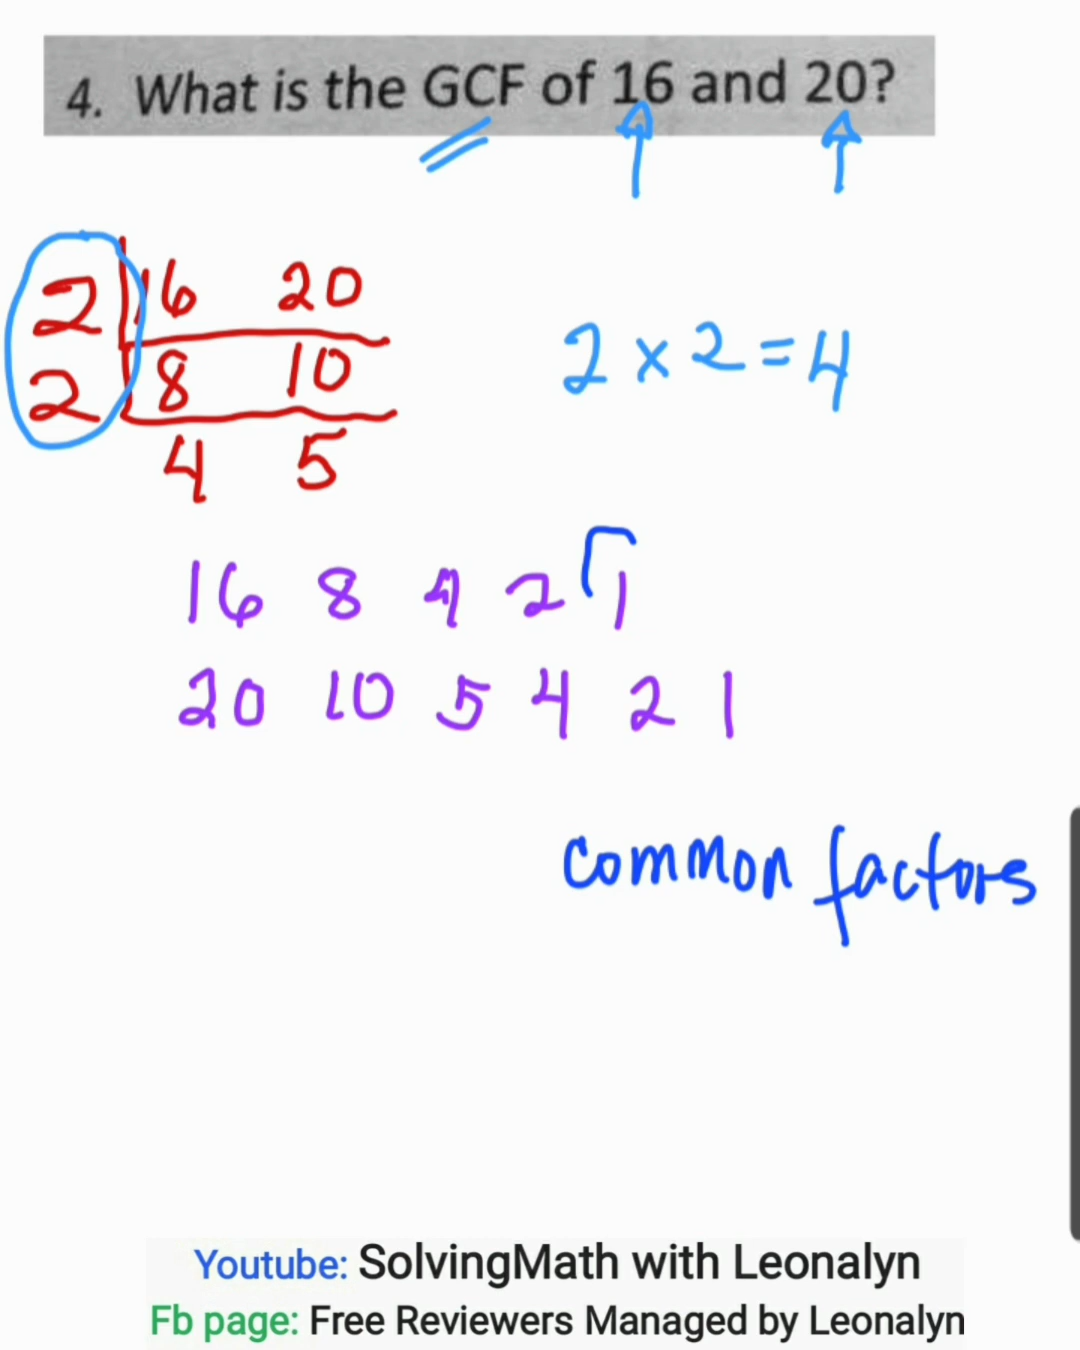 4. What is the GCF of 16 and 20?
2 16 20
2 8 10
4 5
2 x 2 = 4
16 8 4 2 1
20 10 5 4 2 1
common factors
Youtube: SolvingMath with Leonalyn
Fb page: Free Reviewers Managed by Leonalyn